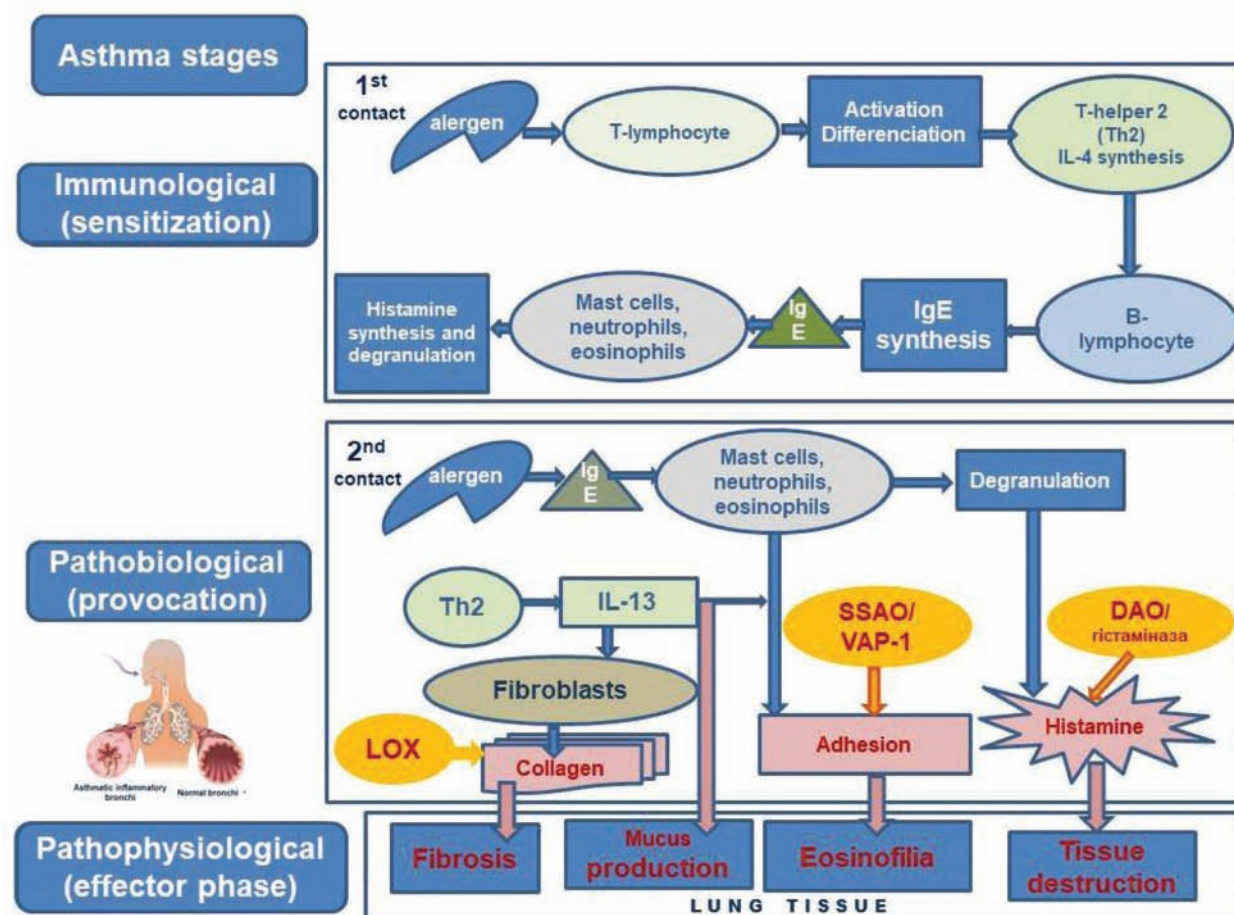 Asthma stages
1st
contact
alergen
T-lymphocyte
Activation
Differenciation
T-helper 2
(Th2)
IL-4 synthesis
Immunological
(sensitization)
Histamine
synthesis and
degranulation
Mast cells,
neutrophils,
eosinophils
Ig
E
IgE
synthesis
B-
lymphocyte
2nd
contact
alergen
Ig
E
Mast cells,
neutrophils,
eosinophils
Degranulation
Pathobiological
(provocation)
Th2
IL-13
SSAO/
VAP-1
DAO/
гістаміназа
Fibroblasts
LOX
Collagen
Adhesion
Histamine
Asthmatic inflammatory
bronchi
Normal bronchi
Pathophysiological
(effector phase)
Fibrosis
Mucus
production
Eosinofilia
Tissue
destruction
LUNG TISSUE